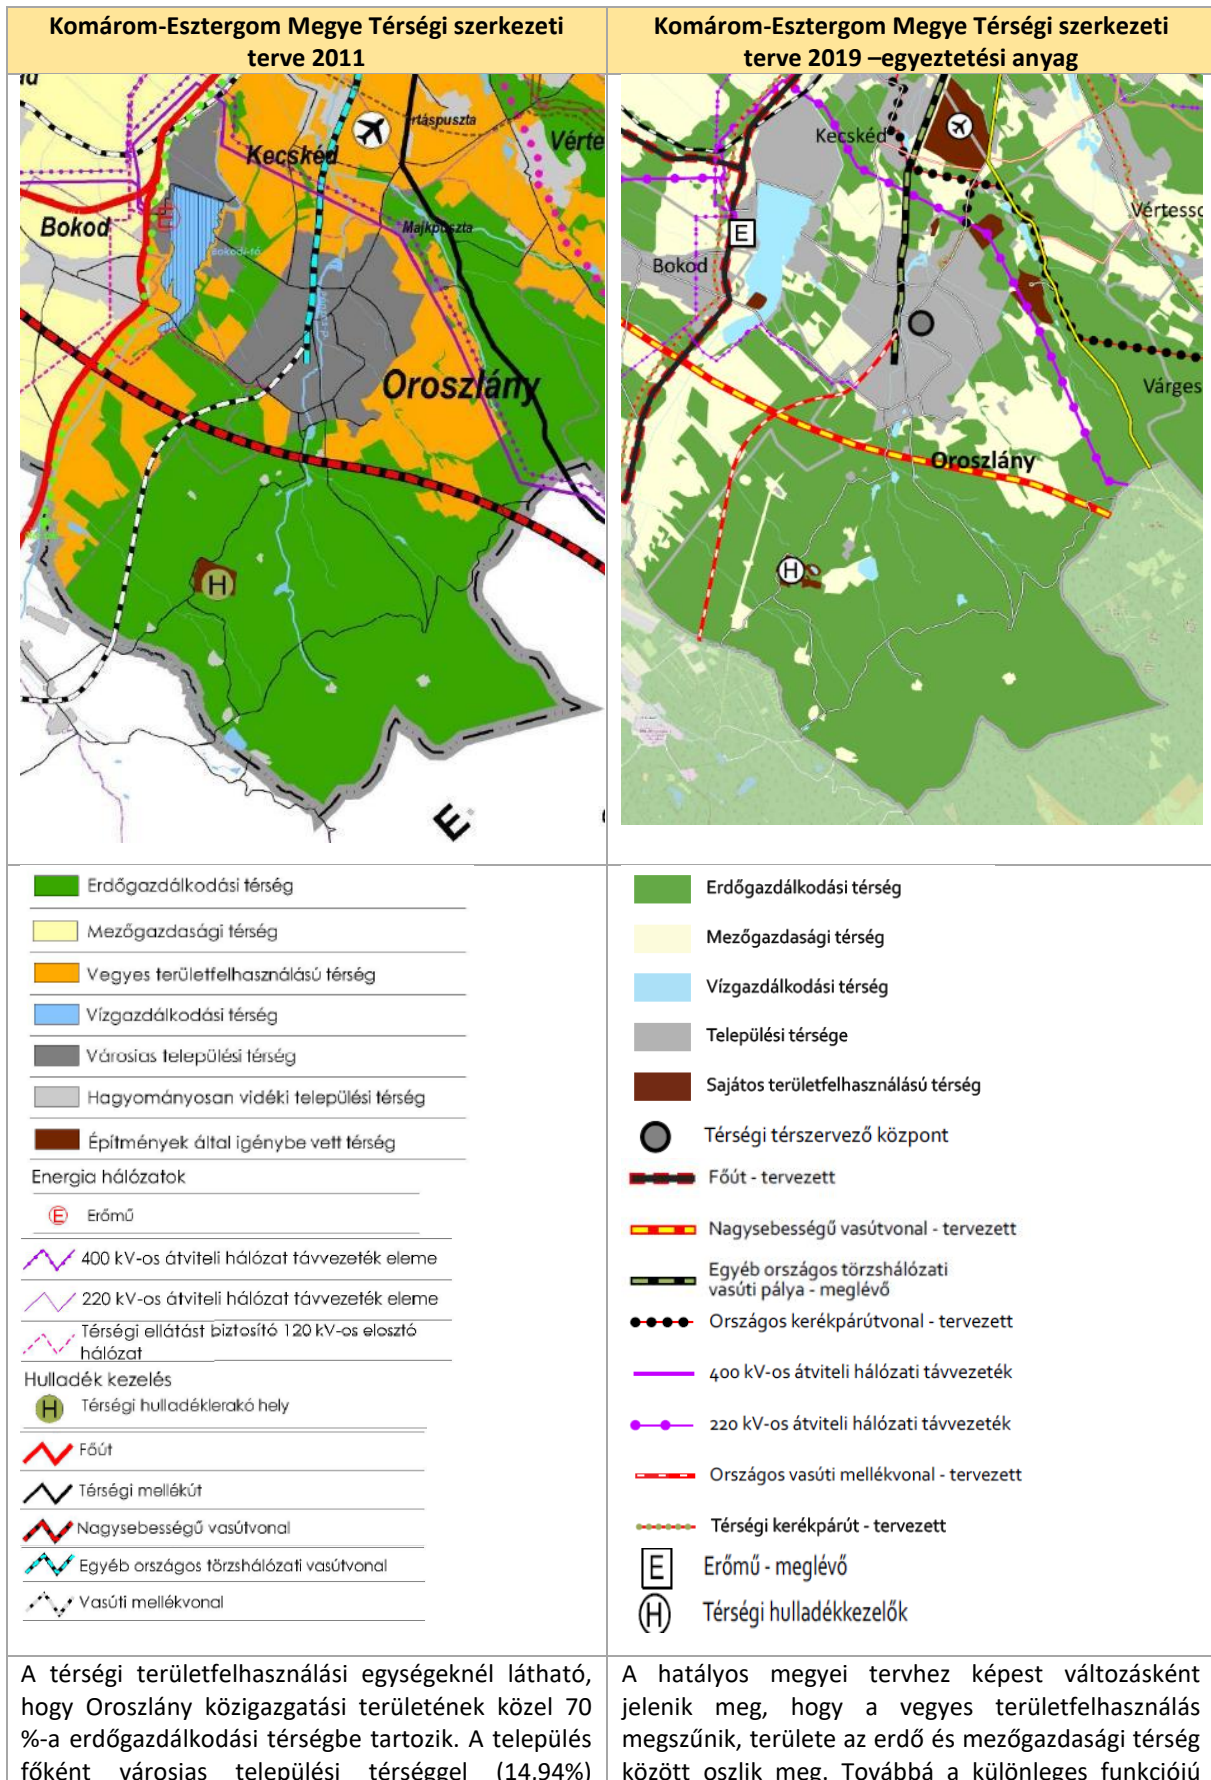 Komárom-Esztergom Megye Térségi szerkezeti
terve 2011
Komárom-Esztergom Megye Térségi szerkezeti
terve 2019 –egyeztetési anyag
Kecskéd
Vérte
Bokod
Majkpuszta
Bokodi-tó
Oroszlány
H
E
Kecskéd
E
Bokod
Vértesso
Várges
Oroszlány
H
Erdőgazdálkodási térség
Mezőgazdasági térség
Vegyes területfelhasználású térség
Vízgazdálkodási térség
Városias települési térség
Hagyományosan vidéki települési térség
Építmények által igénybe vett térség
Energia hálózatok
E Erőmű
400 kV-os átviteli hálózat távvezeték eleme
220 kV-os átviteli hálózat távvezeték eleme
Térségi ellátást biztosító 120 kV-os elosztó
hálózat
Hulladék kezelés
H Térségi hulladéklerakó hely
Főút
Térségi mellékút
Nagysebességű vasútvonal
Egyéb országos törzshálózati vasútvonal
Vasúti mellékvonal
Erdőgazdálkodási térség
Mezőgazdasági térség
Vízgazdálkodási térség
Települési térsége
Sajátos területfelhasználású térség
Térségi térszervező központ
Főút - tervezett
Nagysebességű vasútvonal - tervezett
Egyéb országos törzshálózati
vasúti pálya - meglévő
Országos kerékpárútvonal - tervezett
400 kV-os átviteli hálózati távvezeték
220 kV-os átviteli hálózati távvezeték
Országos vasúti mellékvonal - tervezett
Térségi kerékpárút - tervezett
E Erőmű - meglévő
H Térségi hulladékkezelők
A térségi területfelhasználási egységeknél látható,
hogy Oroszlány közigazgatási területének közel 70
%-a erdőgazdálkodási térségbe tartozik. A település
főként városias települési térséggel (14,94%)
A hatályos megyei tervhez képest változásként
jelenik meg, hogy a vegyes területfelhasználás
megszűnik, területe az erdő és mezőgazdasági térség
között oszlik meg. Továbbá a különleges funkciójú